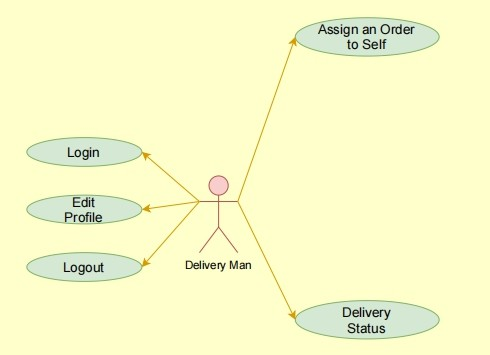 Assign an Order
to Self
Login
Edit
Profile
Logout
Delivery Man
Delivery
Status